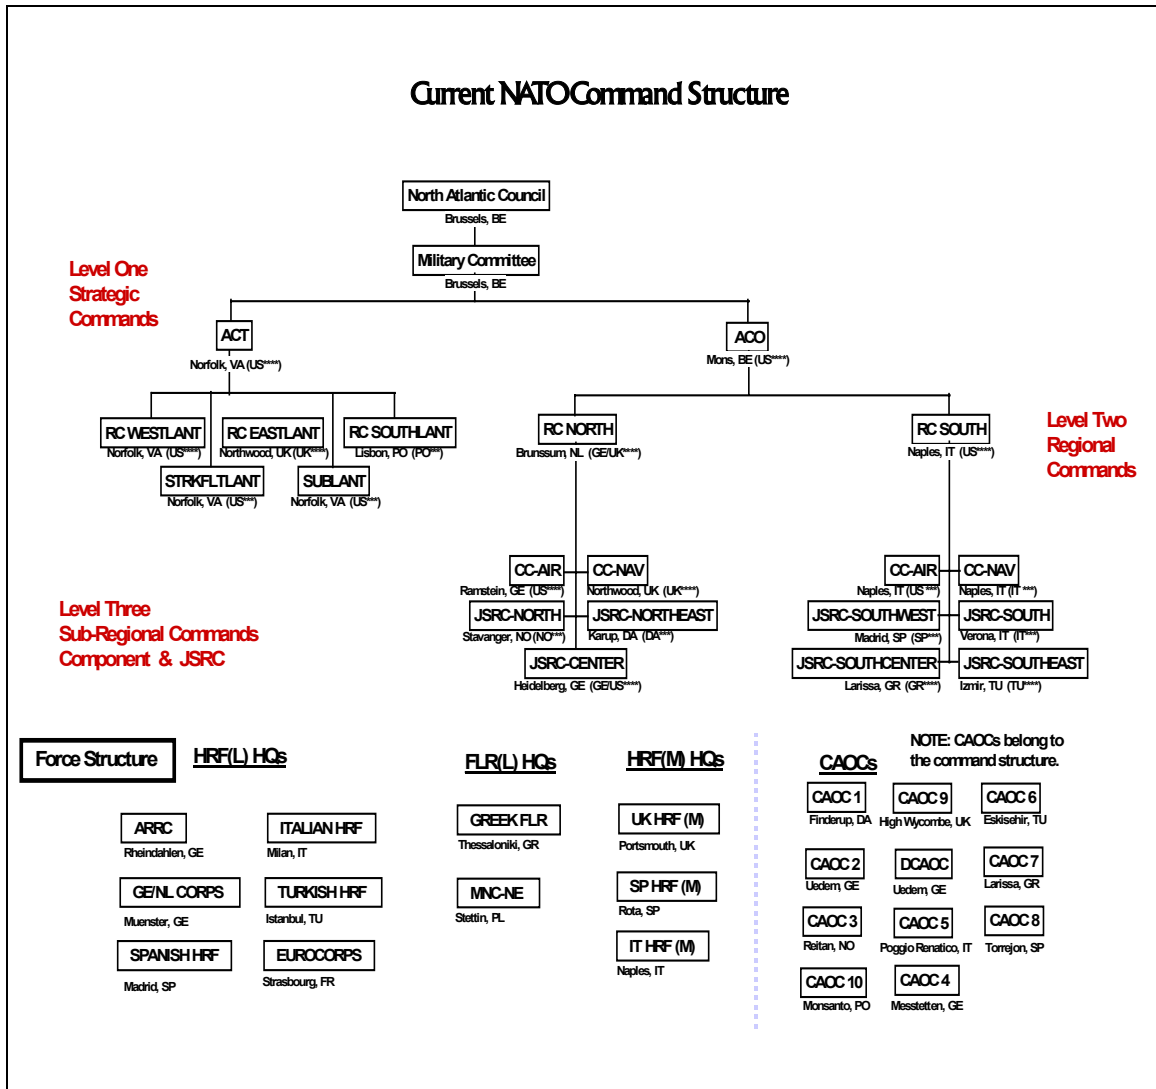 Current NATO Command Structure
North Atlantic Council
Brussels, BE
Military Committee
Brussels, BE
Level One
Strategic
Commands
ACT
Norfolk, VA (US****)
ACO
Mons, BE (US****)
RC WESTLANT
Norfolk, VA (US****)
RC EASTLANT
Northwood, UK (UK****)
RC SOUTHLANT
Lisbon, PO (PO***)
STRKFLTLANT
Norfolk, VA (US***)
SUBLANT
Norfolk, VA (US***)
RC NORTH
Brunssum, NL (GE/UK****)
RC SOUTH
Naples, IT (US****)
Level Two
Regional
Commands
Level Three
Sub-Regional Commands
Component & JSRC
CC-AIR
Ramstein, GE (US****)
CC-NAV
Northwood, UK (UK****)
JSRC-NORTH
Stavanger, NO (NO***)
JSRC-NORTHEAST
Karup, DA (DA***)
JSRC-CENTER
Heidelberg, GE (GE/US****)
CC-AIR
Naples, IT (US ***)
CC-NAV
Naples, IT (IT ***)
JSRC-SOUTHWEST
Madrid, SP (SP***)
JSRC-SOUTH
Verona, IT (IT***)
JSRC-SOUTHCENTER
Larissa, GR (GR****)
JSRC-SOUTHEAST
Izmir, TU (TU****)
Force Structure
HRF(L) HQs
ARRC
Rheindahlen, GE
ITALIAN HRF
Milan, IT
GE/NL CORPS
Muenster, GE
TURKISH HRF
Istanbul, TU
SPANISH HRF
Madrid, SP
EUROCORPS
Strasbourg, FR
FLR(L) HQs
GREEK FLR
Thessaloniki, GR
MNC-NE
Stettin, PL
HRF(M) HQs
UK HRF (M)
Portsmouth, UK
SP HRF (M)
Rota, SP
IT HRF (M)
Naples, IT
CAOCs
NOTE: CAOCs belong to
the command structure.
CAOC 1
Finderup, DA
CAOC 9
High Wycombe, UK
CAOC 6
Eskisehir, TU
CAOC 2
Uedem, GE
DCAOC
Uedem, GE
CAOC 7
Larissa, GR
CAOC 3
Reitan, NO
CAOC 5
Poggio Renatico, IT
CAOC 8
Torrejon, SP
CAOC 10
Monsanto, PO
CAOC 4
Messtetten, GE